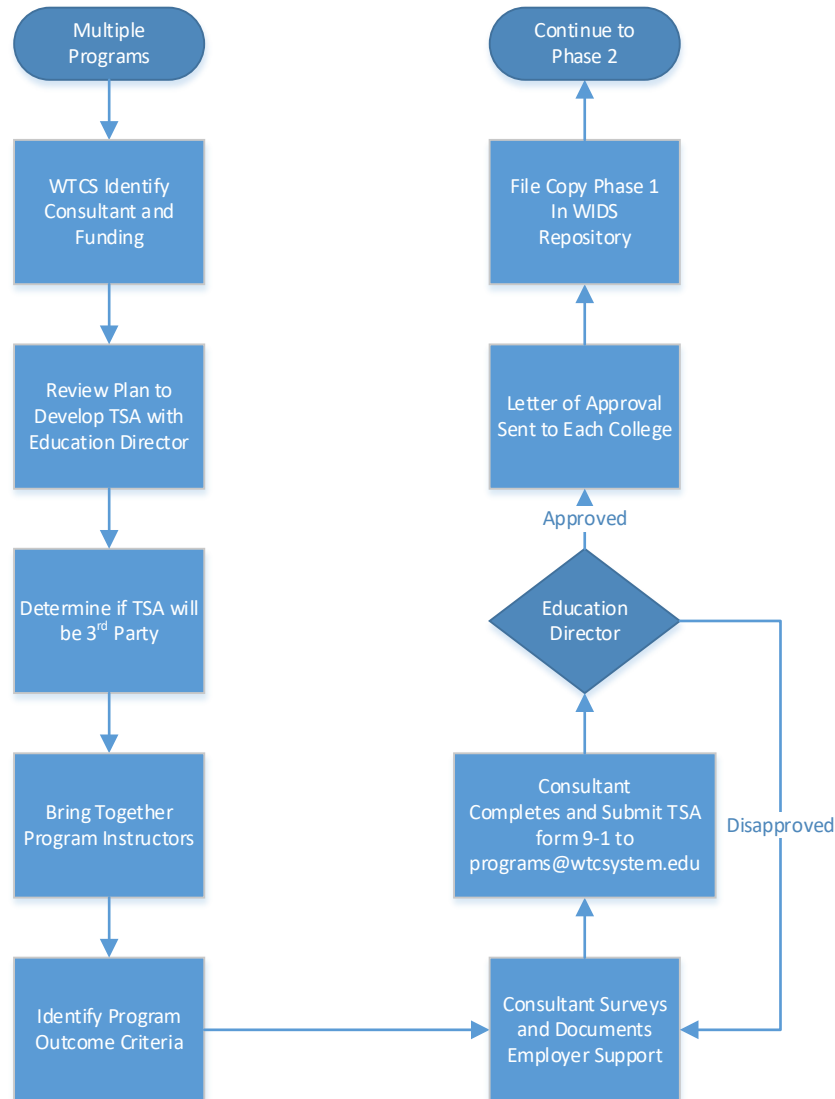 Multiple
Programs
WTCS Identify
Consultant and
Funding
Review Plan to
Develop TSA with
Education Director
Determine if TSA will
be 3rd Party
Bring Together
Program Instructors
Identify Program
Outcome Criteria
Consultant Surveys
and Documents
Employer Support
Consultant
Completes and Submit TSA
form 9-1 to
programs@wtcsystem.edu
Education
Director
Disapproved
Approved
Letter of Approval
Sent to Each College
File Copy Phase 1
In WIDS
Repository
Continue to
Phase 2